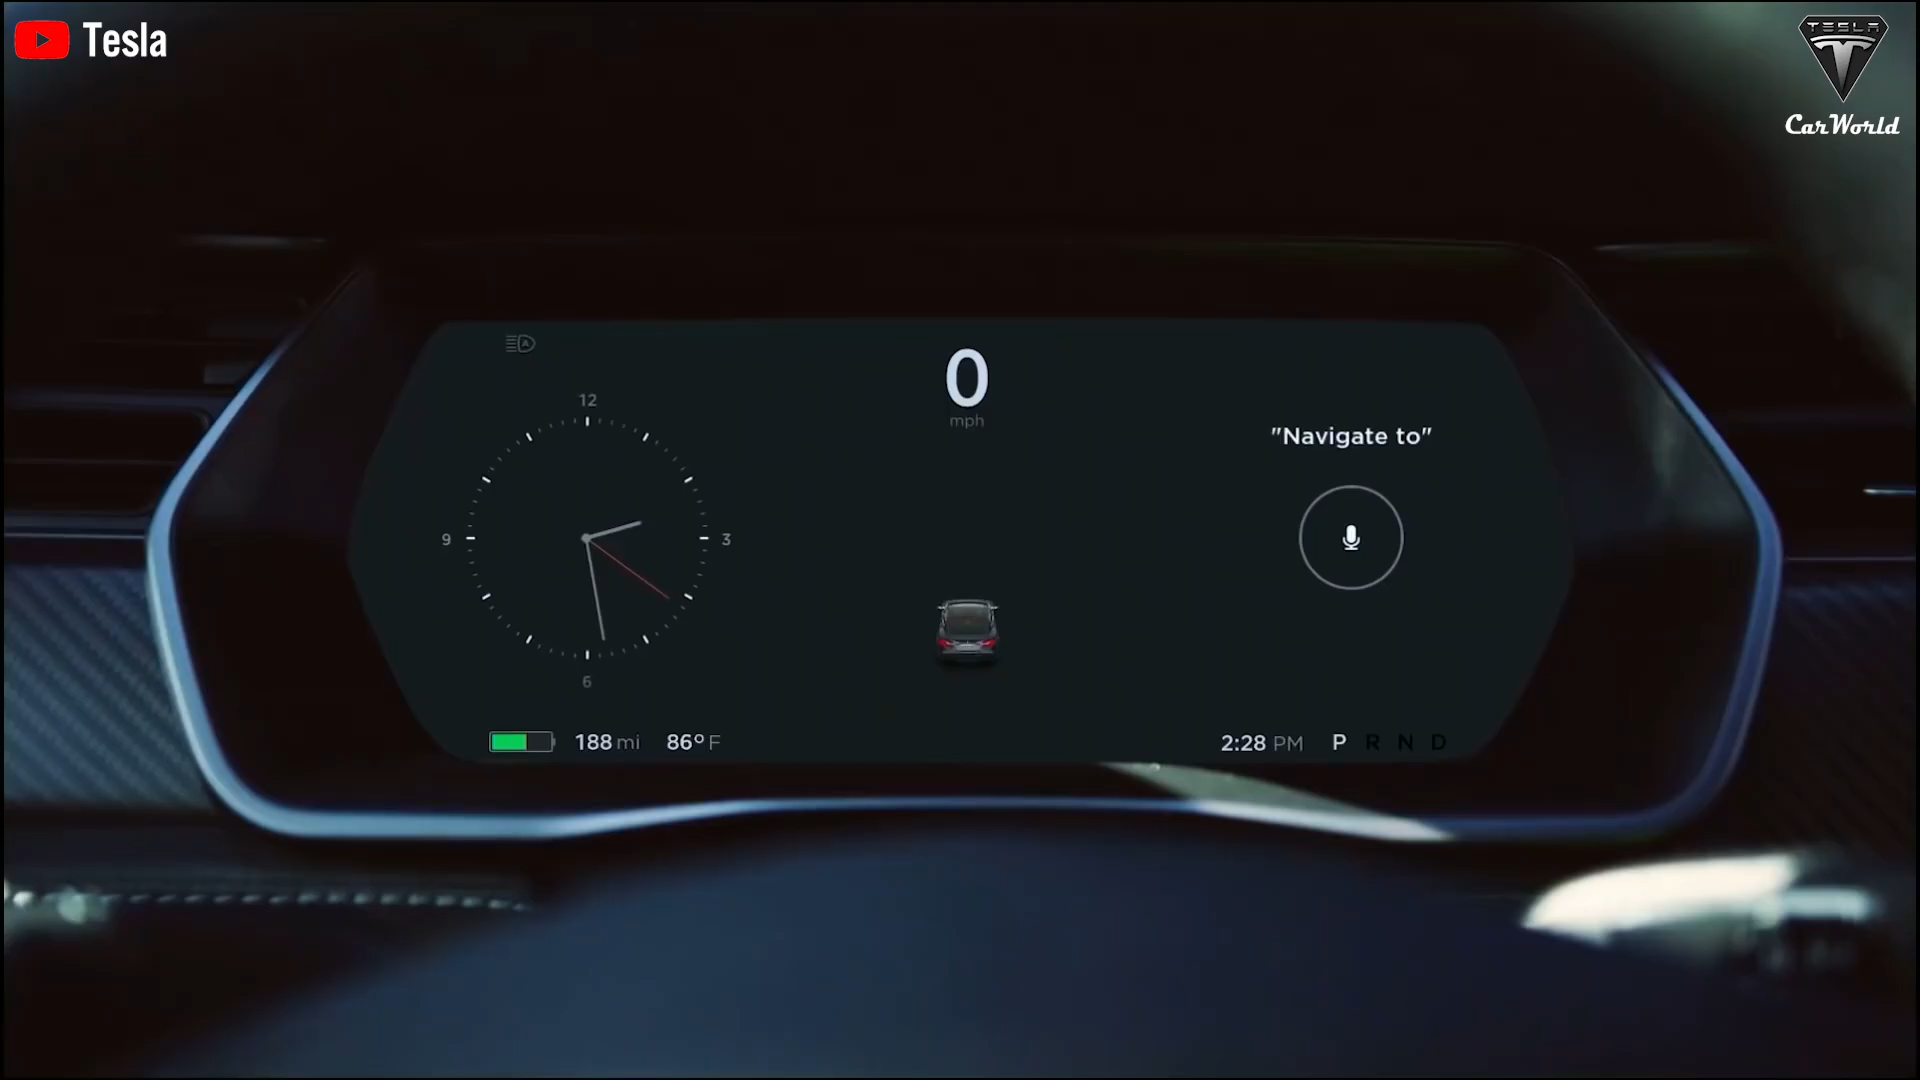 Tesla
TESLA
CarWorld
0
mph
12
9
3
6
"Navigate to"
188 mi
86°F
2:28 PM
P R N D